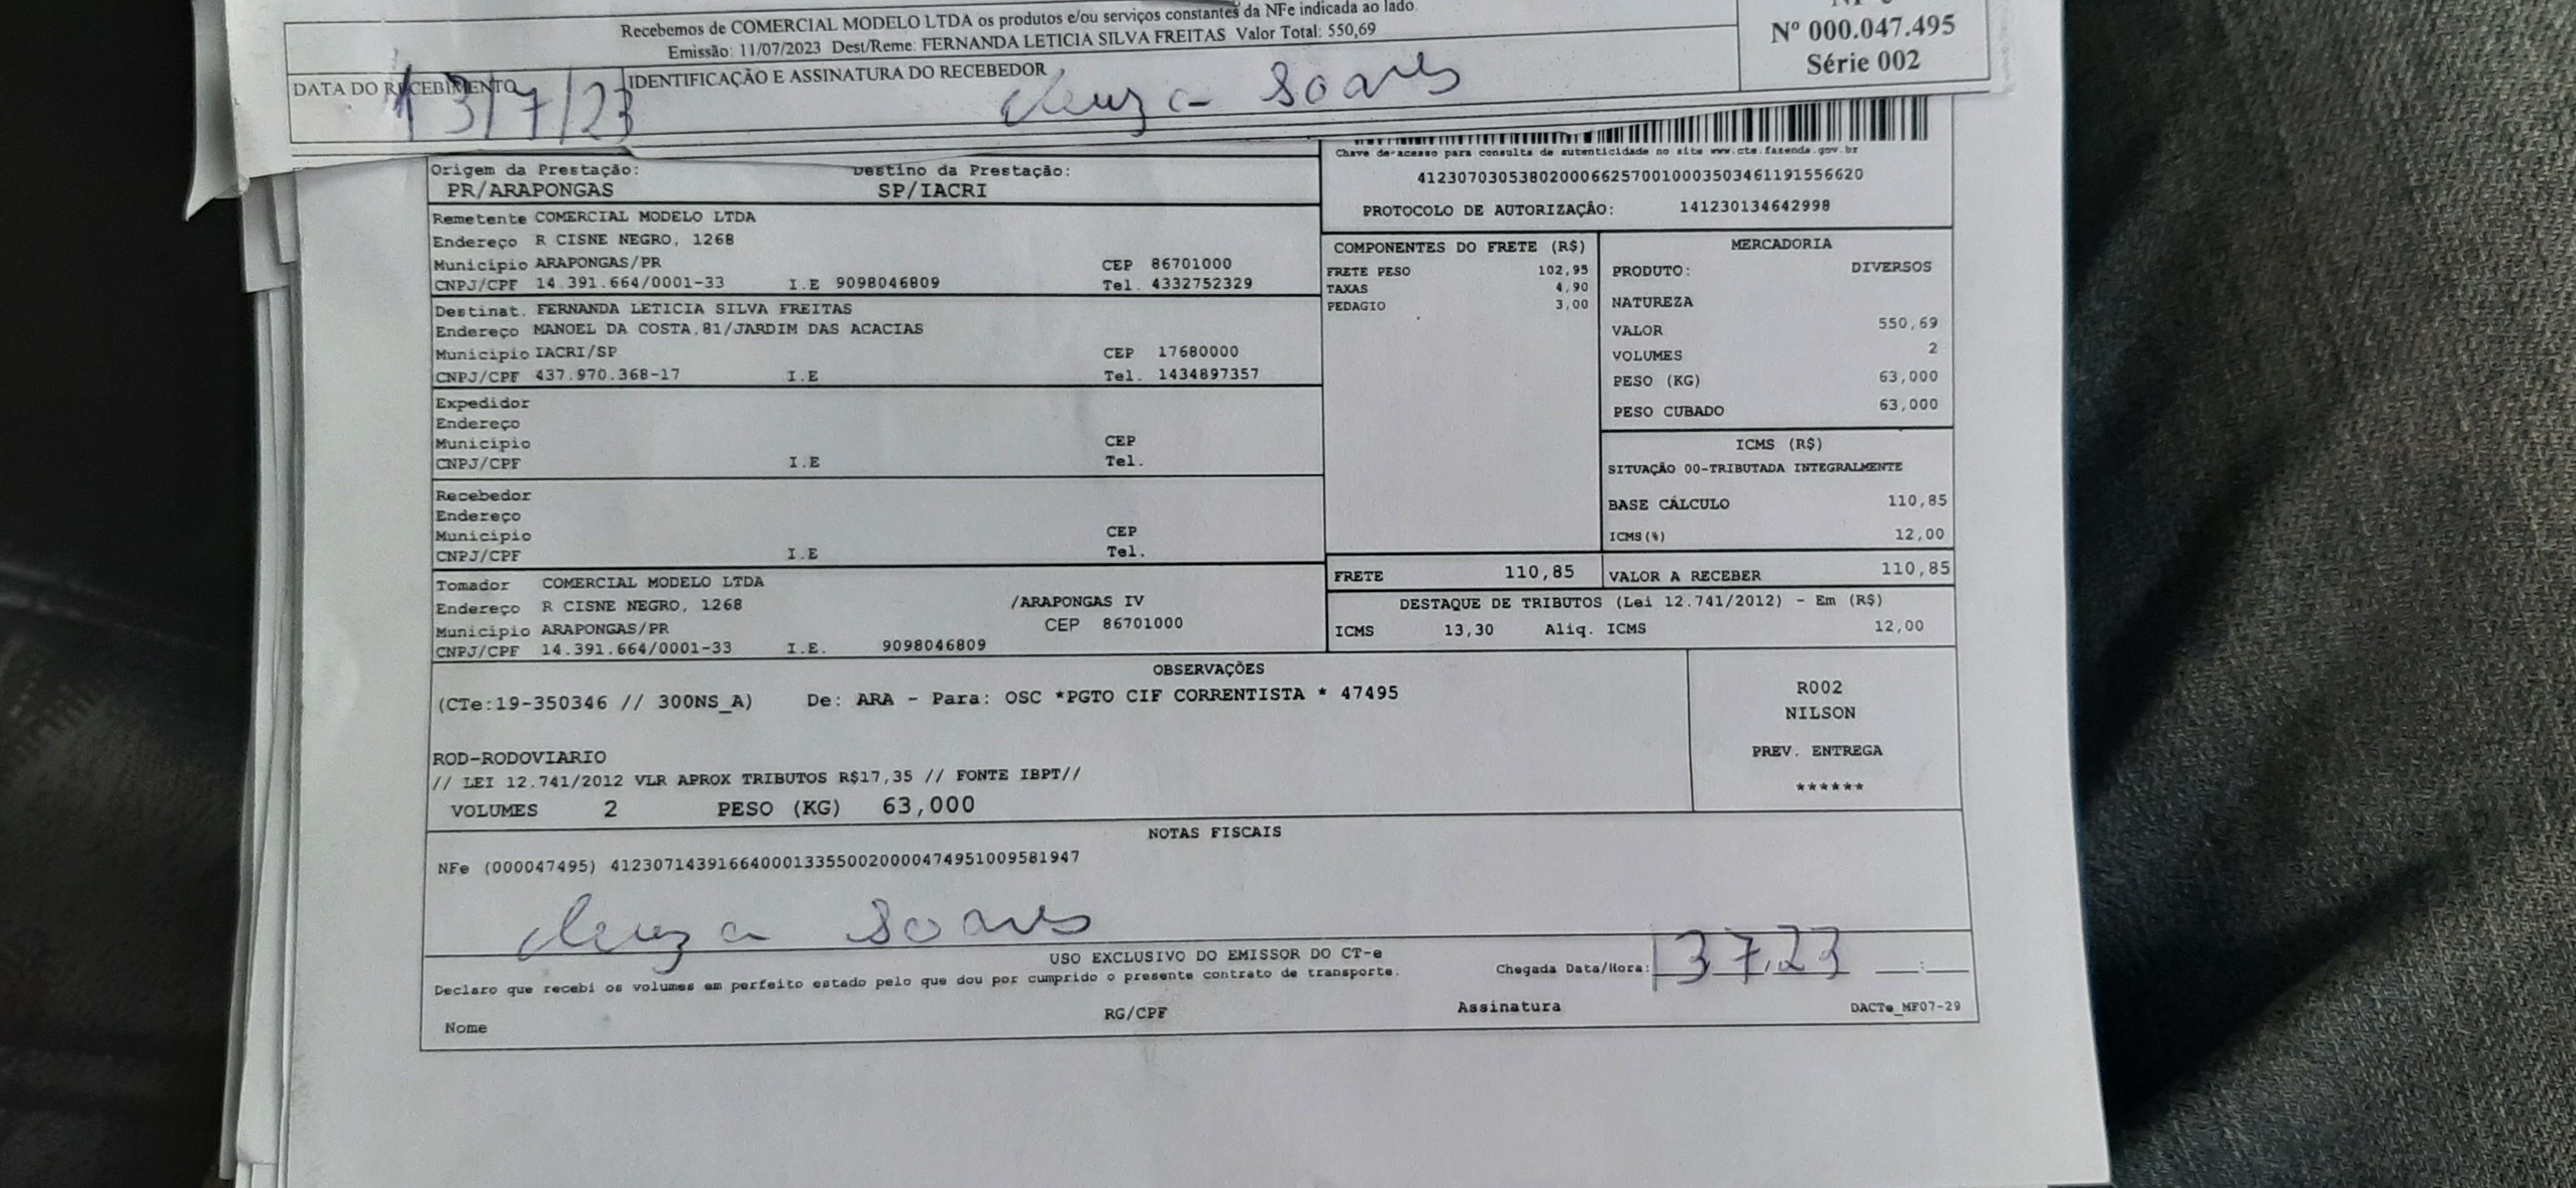 Recebemos de COMERCIAL MODELO LTDA os produtos e/ou serviços constantes da NFe indicada ao lado.
Emissão: 11/07/2023 Dest/Reme: FERNANDA LETICIA SILVA FREITAS Valor Total: 550,69
Nº 000.047.495
Série 002
DATA DO RECEBIMENTO
13/7/23
IDENTIFICAÇÃO E ASSINATURA DO RECEBEDOR
cleuza Soares
Chave de acesso para consulta de autenticidade no site www.cte.fazenda.gov.br
41230703053802000662570010003503461191556620
PROTOCOLO DE AUTORIZAÇÃO: 141230134642998
Origem da Prestação: Destino da Prestação:
PR/ARAPONGAS SP/IACRI
Remetente COMERCIAL MODELO LTDA
Endereço R CISNE NEGRO, 1268
Município ARAPONGAS/PR CEP 86701000
CNPJ/CPF 14.391.664/0001-33 I.E 9098046809 Tel. 4332752329
Destinat. FERNANDA LETICIA SILVA FREITAS
Endereço MANOEL DA COSTA,81/JARDIM DAS ACACIAS
Município IACRI/SP CEP 17680000
CNPJ/CPF 437.970.368-17 I.E Tel. 1434897357
Expedidor
Endereço
Município CEP
CNPJ/CPF I.E Tel.
Recebedor
Endereço
Município CEP
CNPJ/CPF I.E Tel.
Tomador COMERCIAL MODELO LTDA
Endereço R CISNE NEGRO, 1268 /ARAPONGAS IV
Município ARAPONGAS/PR CEP 86701000
CNPJ/CPF 14.391.664/0001-33 I.E. 9098046809
COMPONENTES DO FRETE (R$)
FRETE PESO 102,95
TAXAS 4,90
PEDAGIO 3,00
MERCADORIA
PRODUTO: DIVERSOS
NATUREZA
VALOR 550,69
VOLUMES 2
PESO (KG) 63,000
PESO CUBADO 63,000
ICMS (R$)
SITUAÇÃO 00-TRIBUTADA INTEGRALMENTE
BASE CÁLCULO 110,85
ICMS(%) 12,00
FRETE 110,85 VALOR A RECEBER 110,85
DESTAQUE DE TRIBUTOS (Lei 12.741/2012) - Em (R$)
ICMS 13,30 Aliq. ICMS 12,00
OBSERVAÇÕES
(CTe:19-350346 // 300NS_A) De: ARA - Para: OSC *PGTO CIF CORRENTISTA * 47495
ROD-RODOVIARIO
// LEI 12.741/2012 VLR APROX TRIBUTOS R$17,35 // FONTE IBPT//
VOLUMES 2 PESO (KG) 63,000
R002
NILSON
PREV. ENTREGA
******
NOTAS FISCAIS
NFe (000047495) 41230714391664000133550020000474951009581947
cleuza Soares
USO EXCLUSIVO DO EMISSOR DO CT-e
Declaro que recebi os volumes em perfeito estado pelo que dou por cumprido o presente contrato de transporte.
Chegada Data/Hora: 13 7,23 __:__
Nome RG/CPF Assinatura DACTe_MF07-29